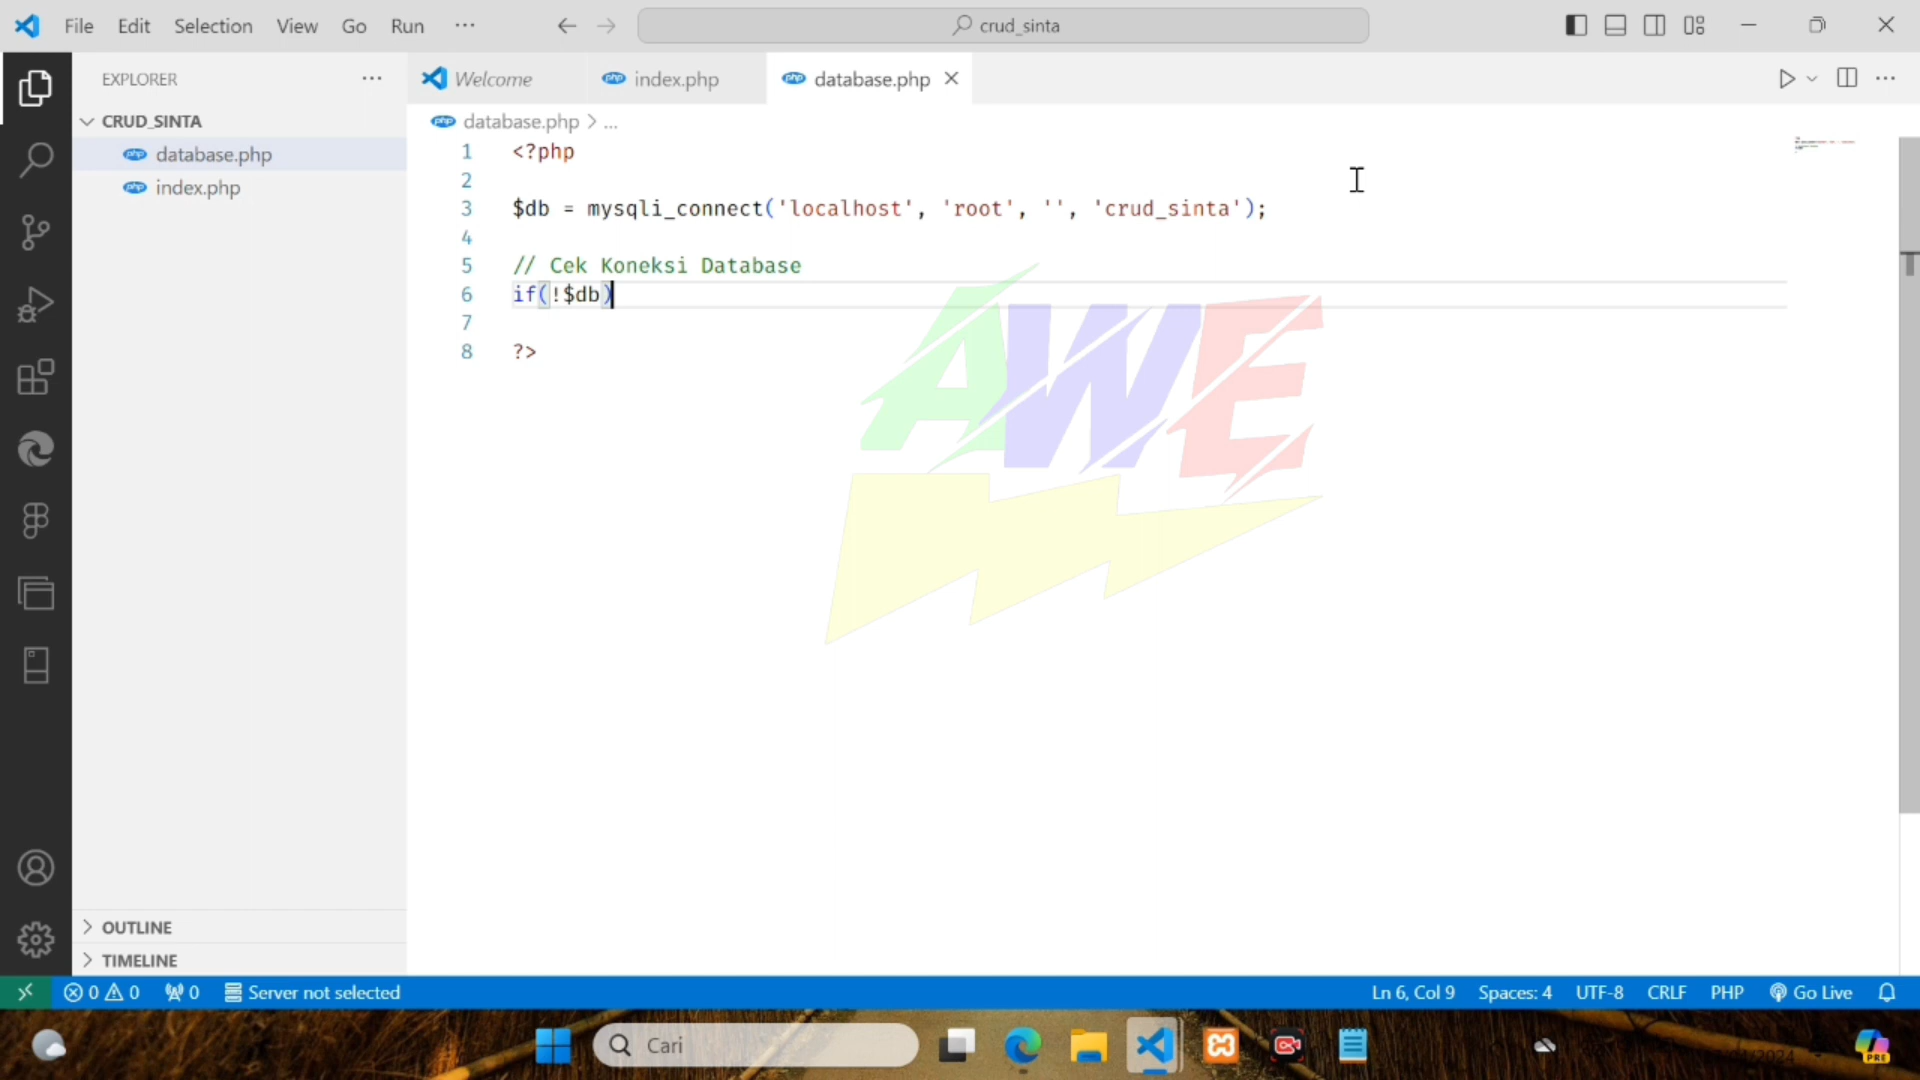 File Edit Selection View Go Run ...
crud_sinta
EXPLORER
Welcome
index.php
database.php
CRUD_SINTA
database.php
index.php
database.php > ...
1 <?php
2
3 $db = mysqli_connect('localhost', 'root', '', 'crud_sinta');
4
5 // Cek Koneksi Database
6 if(!$db)
7
8 ?>
AWE
OUTLINE
TIMELINE
0 0 0 Server not selected
Ln 6, Col 9 Spaces: 4 UTF-8 CRLF PHP Go Live
Cari
PRE